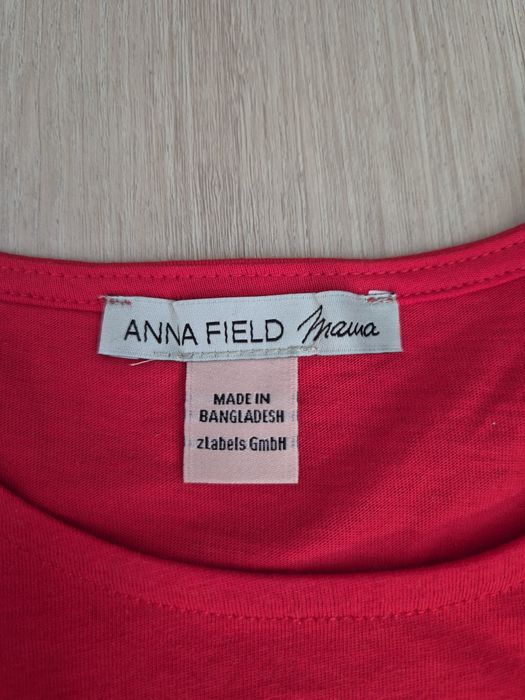 ANNA FIELD Mama
MADE IN
BANGLADESH
zLabels GmbH